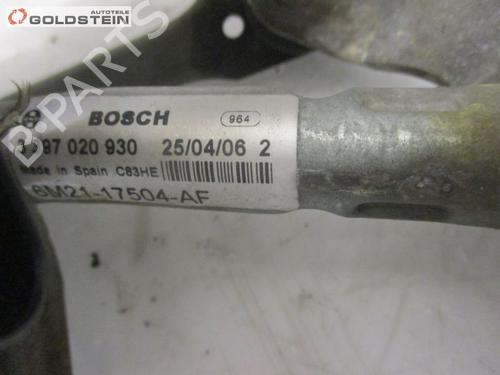 AUTOTEILE
GOLDSTEIN
B-PARTS
BOSCH 964
97 020 930 25/04/06 2
Made in Spain C83HE
6M21-17504-AF